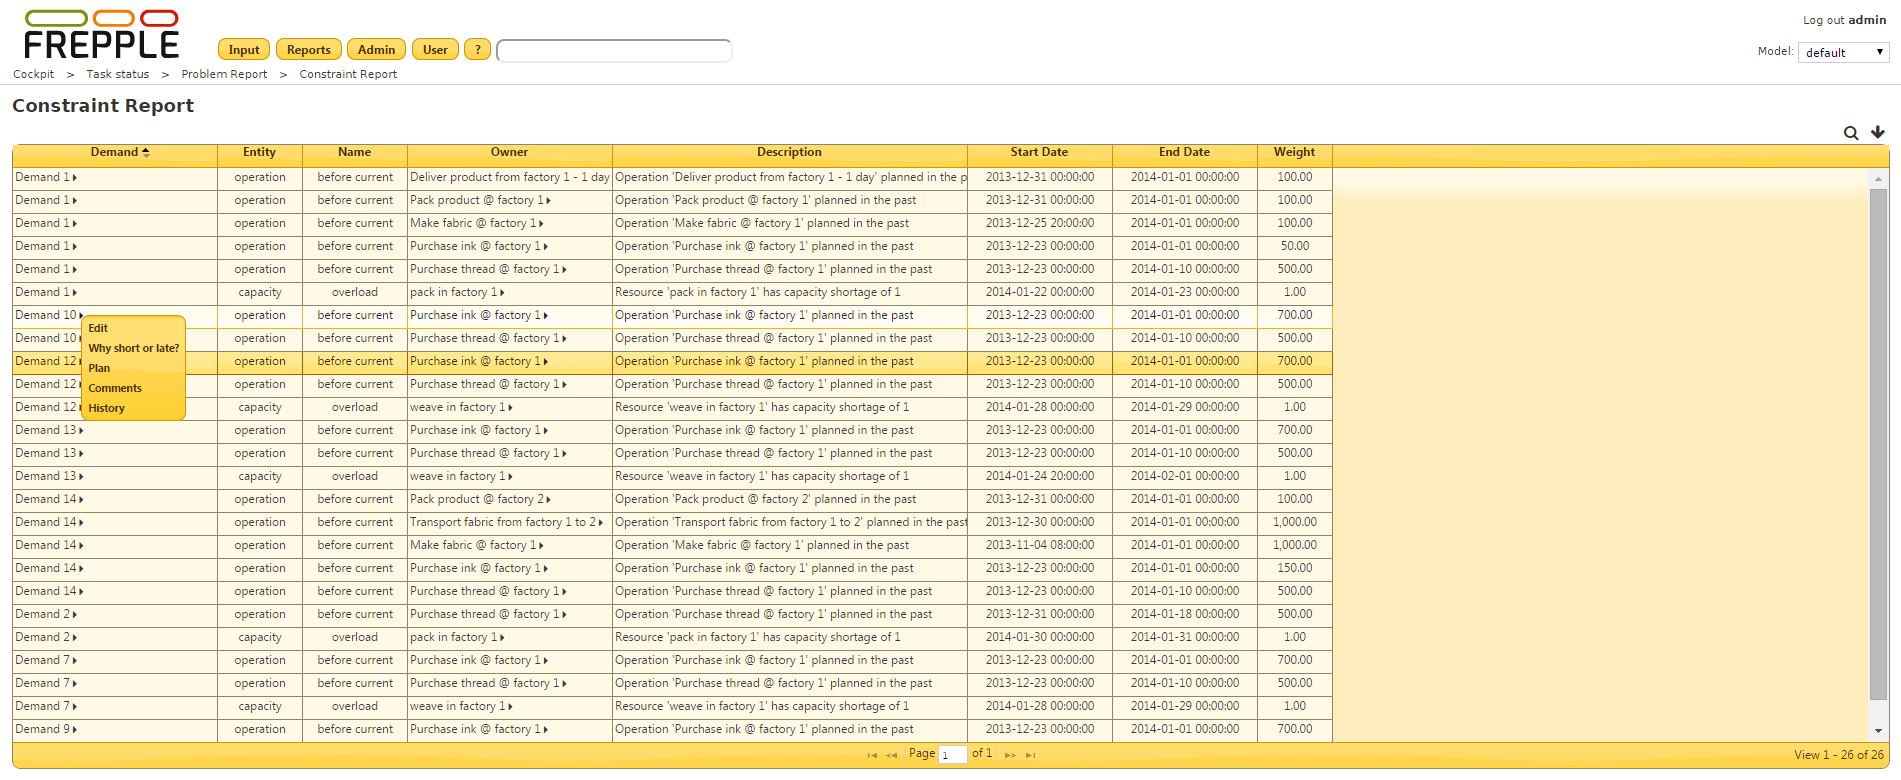 FREPPLE
Log out admin
Input Reports Admin User ?
Model: default
Cockpit > Task status > Problem Report > Constraint Report
Constraint Report
Demand Entity Name Owner Description Start Date End Date Weight
Demand 1 operation before current Deliver product from factory 1 - 1 day Operation 'Deliver product from factory 1 - 1 day' planned in the p 2013-12-31 00:00:00 2014-01-01 00:00:00 100.00
Demand 1 operation before current Pack product @ factory 1 Operation 'Pack product @ factory 1' planned in the past 2013-12-31 00:00:00 2014-01-01 00:00:00 100.00
Demand 1 operation before current Make fabric @ factory 1 Operation 'Make fabric @ factory 1' planned in the past 2013-12-25 20:00:00 2014-01-01 00:00:00 100.00
Demand 1 operation before current Purchase ink @ factory 1 Operation 'Purchase ink @ factory 1' planned in the past 2013-12-23 00:00:00 2014-01-01 00:00:00 50.00
Demand 1 operation before current Purchase thread @ factory 1 Operation 'Purchase thread @ factory 1' planned in the past 2013-12-23 00:00:00 2014-01-10 00:00:00 500.00
Demand 1 capacity overload pack in factory 1 Resource 'pack in factory 1' has capacity shortage of 1 2014-01-22 00:00:00 2014-01-23 00:00:00 1.00
Demand 10 operation before current Purchase ink @ factory 1 Operation 'Purchase ink @ factory 1' planned in the past 2013-12-23 00:00:00 2014-01-01 00:00:00 700.00
Edit
Why short or late?
Plan
Comments
History
Demand 10 operation before current Purchase thread @ factory 1 Operation 'Purchase thread @ factory 1' planned in the past 2013-12-23 00:00:00 2014-01-10 00:00:00 500.00
Demand 12 operation before current Purchase ink @ factory 1 Operation 'Purchase ink @ factory 1' planned in the past 2013-12-23 00:00:00 2014-01-01 00:00:00 700.00
Demand 12 operation before current Purchase thread @ factory 1 Operation 'Purchase thread @ factory 1' planned in the past 2013-12-23 00:00:00 2014-01-10 00:00:00 500.00
Demand 12 capacity overload weave in factory 1 Resource 'weave in factory 1' has capacity shortage of 1 2014-01-28 00:00:00 2014-01-29 00:00:00 1.00
Demand 13 operation before current Purchase ink @ factory 1 Operation 'Purchase ink @ factory 1' planned in the past 2013-12-23 00:00:00 2014-01-01 00:00:00 700.00
Demand 13 operation before current Purchase thread @ factory 1 Operation 'Purchase thread @ factory 1' planned in the past 2013-12-23 00:00:00 2014-01-10 00:00:00 500.00
Demand 13 capacity overload weave in factory 1 Resource 'weave in factory 1' has capacity shortage of 1 2014-01-24 20:00:00 2014-02-01 00:00:00 1.00
Demand 14 operation before current Pack product @ factory 2 Operation 'Pack product @ factory 2' planned in the past 2013-12-31 00:00:00 2014-01-01 00:00:00 100.00
Demand 14 operation before current Transport fabric from factory 1 to 2 Operation 'Transport fabric from factory 1 to 2' planned in the past 2013-12-30 00:00:00 2014-01-01 00:00:00 1,000.00
Demand 14 operation before current Make fabric @ factory 1 Operation 'Make fabric @ factory 1' planned in the past 2013-11-04 08:00:00 2014-01-01 00:00:00 1,000.00
Demand 14 operation before current Purchase ink @ factory 1 Operation 'Purchase ink @ factory 1' planned in the past 2013-12-23 00:00:00 2014-01-01 00:00:00 150.00
Demand 14 operation before current Purchase thread @ factory 1 Operation 'Purchase thread @ factory 1' planned in the past 2013-12-23 00:00:00 2014-01-10 00:00:00 500.00
Demand 2 operation before current Purchase thread @ factory 1 Operation 'Purchase thread @ factory 1' planned in the past 2013-12-31 00:00:00 2014-01-18 00:00:00 500.00
Demand 2 capacity overload pack in factory 1 Resource 'pack in factory 1' has capacity shortage of 1 2014-01-30 00:00:00 2014-01-31 00:00:00 1.00
Demand 7 operation before current Purchase ink @ factory 1 Operation 'Purchase ink @ factory 1' planned in the past 2013-12-23 00:00:00 2014-01-01 00:00:00 700.00
Demand 7 operation before current Purchase thread @ factory 1 Operation 'Purchase thread @ factory 1' planned in the past 2013-12-23 00:00:00 2014-01-10 00:00:00 500.00
Demand 7 capacity overload weave in factory 1 Resource 'weave in factory 1' has capacity shortage of 1 2014-01-28 00:00:00 2014-01-29 00:00:00 1.00
Demand 9 operation before current Purchase ink @ factory 1 Operation 'Purchase ink @ factory 1' planned in the past 2013-12-23 00:00:00 2014-01-01 00:00:00 700.00
Page 1 of 1 View 1 - 26 of 26